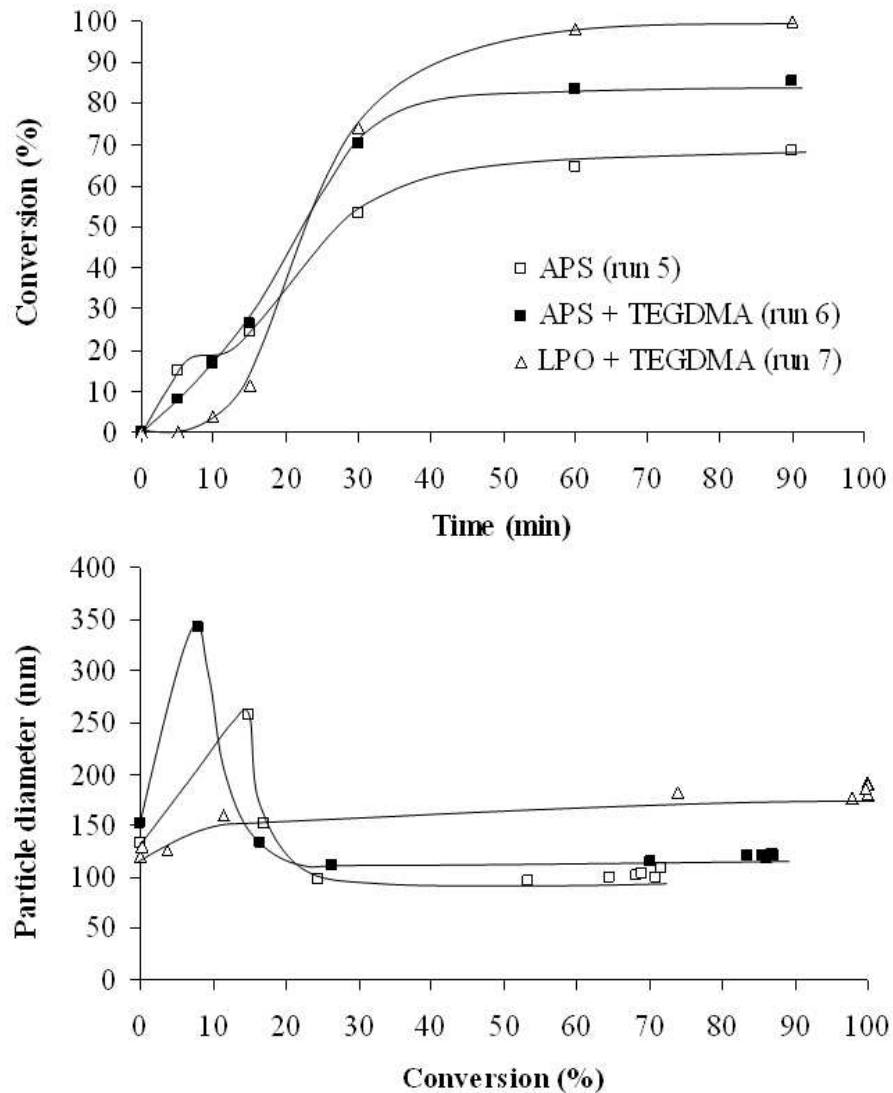 100
90
80
70
60
50
40
30
20
10
0
Conversion (%)
□ APS (run 5)
■ APS + TEGDMA (run 6)
△ LPO + TEGDMA (run 7)
0 10 20 30 40 50 60 70 80 90 100
Time (min)
400
350
300
250
200
150
100
50
0
Particle diameter (nm)
0 10 20 30 40 50 60 70 80 90 100
Conversion (%)